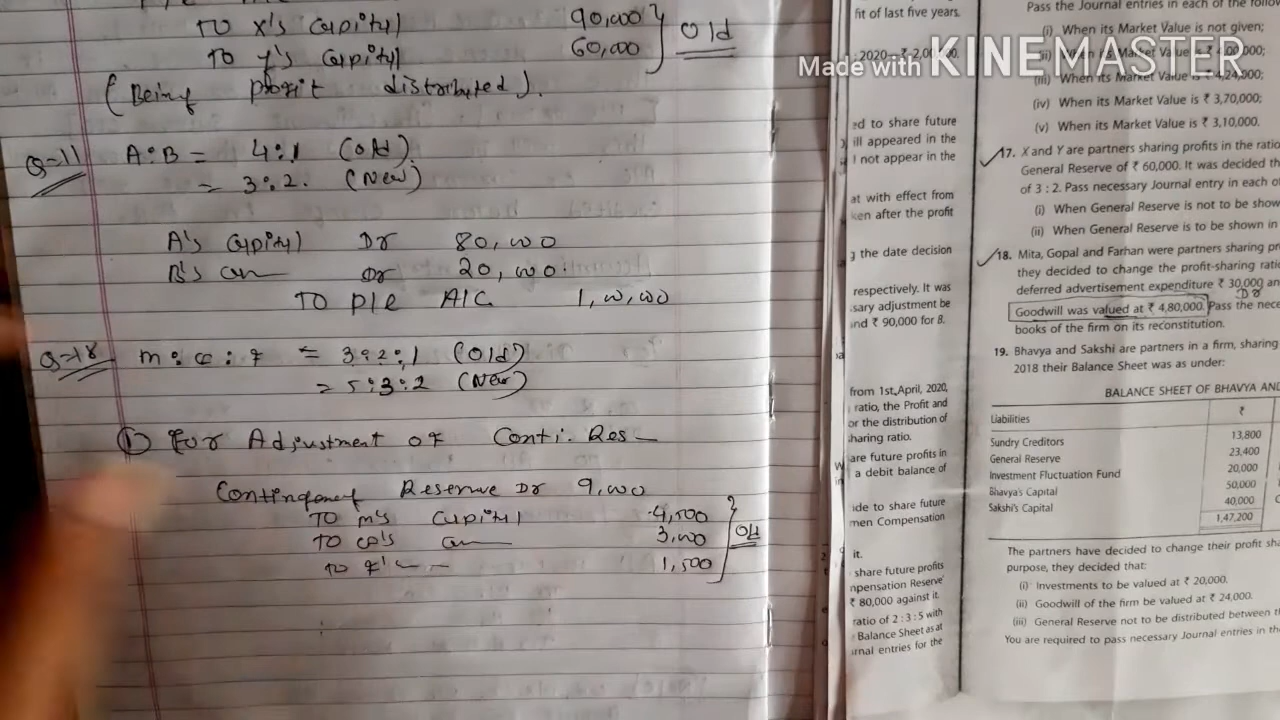 TO X's Capital 90,000
TO Y's Capital 60,000
Old
(Being profit distributed).
Q-11 A:B = 4:1 (Old).
= 3:2. (New)
A's Capital Dr 80,000
B's Dr 20,000.
TO P/L A/C 1,00,000
Q-18 M: G: F = 3:2:1 (Old)
= 5:3:2 (New)
① For Adjustment of Conti. Res
Contingency Reserve Dr 9,000
TO M's Capital 4,500
TO G's 3,000
TO F's 1,500
Old
Made with KINEMASTER
fit of last five years.
2020
ed to share future
ill appeared in the
l not appear in the
at with effect from
ken after the profit
g the date decision
respectively. It was
sary adjustment be
and ₹ 90,000 for B.
from 1st April, 2020,
ratio, the Profit and
or the distribution of
sharing ratio.
are future profits in
a debit balance of
ide to share future
men Compensation
it.
share future profits
npensation Reserve'
₹ 80,000 against it.
ratio of 2 : 3 : 5 with
Balance Sheet as at
urnal entries for the
Pass the Journal entries in each of the follow
(i) When its Market Value is not given;
(iii) When its Market Value is ₹ 4,24,000;
(iv) When its Market Value is ₹ 3,70,000;
(v) When its Market Value is ₹ 3,10,000.
17. X and Y are partners sharing profits in the ratio
General Reserve of ₹ 60,000. It was decided th
of 3 : 2. Pass necessary Journal entry in each of
(i) When General Reserve is not to be show
(ii) When General Reserve is to be shown in
18. Mita, Gopal and Farhan were partners sharing pr
they decided to change the profit-sharing ratio
deferred advertisement expenditure ₹ 30,000 an
Dr
Goodwill was valued at ₹ 4,80,000. Pass the nece
books of the firm on its reconstitution.
19. Bhavya and Sakshi are partners in a firm, sharing
2018 their Balance Sheet was as under:
BALANCE SHEET OF BHAVYA AND
Liabilities ₹
Sundry Creditors 13,800
General Reserve 23,400
Investment Fluctuation Fund 20,000
Bhavya's Capital 50,000
Sakshi's Capital 40,000
1,47,200
The partners have decided to change their profit sha
purpose, they decided that:
(i) Investments to be valued at ₹ 20,000.
(ii) Goodwill of the firm be valued at ₹ 24,000.
(iii) General Reserve not to be distributed between t
You are required to pass necessary Journal entries in the